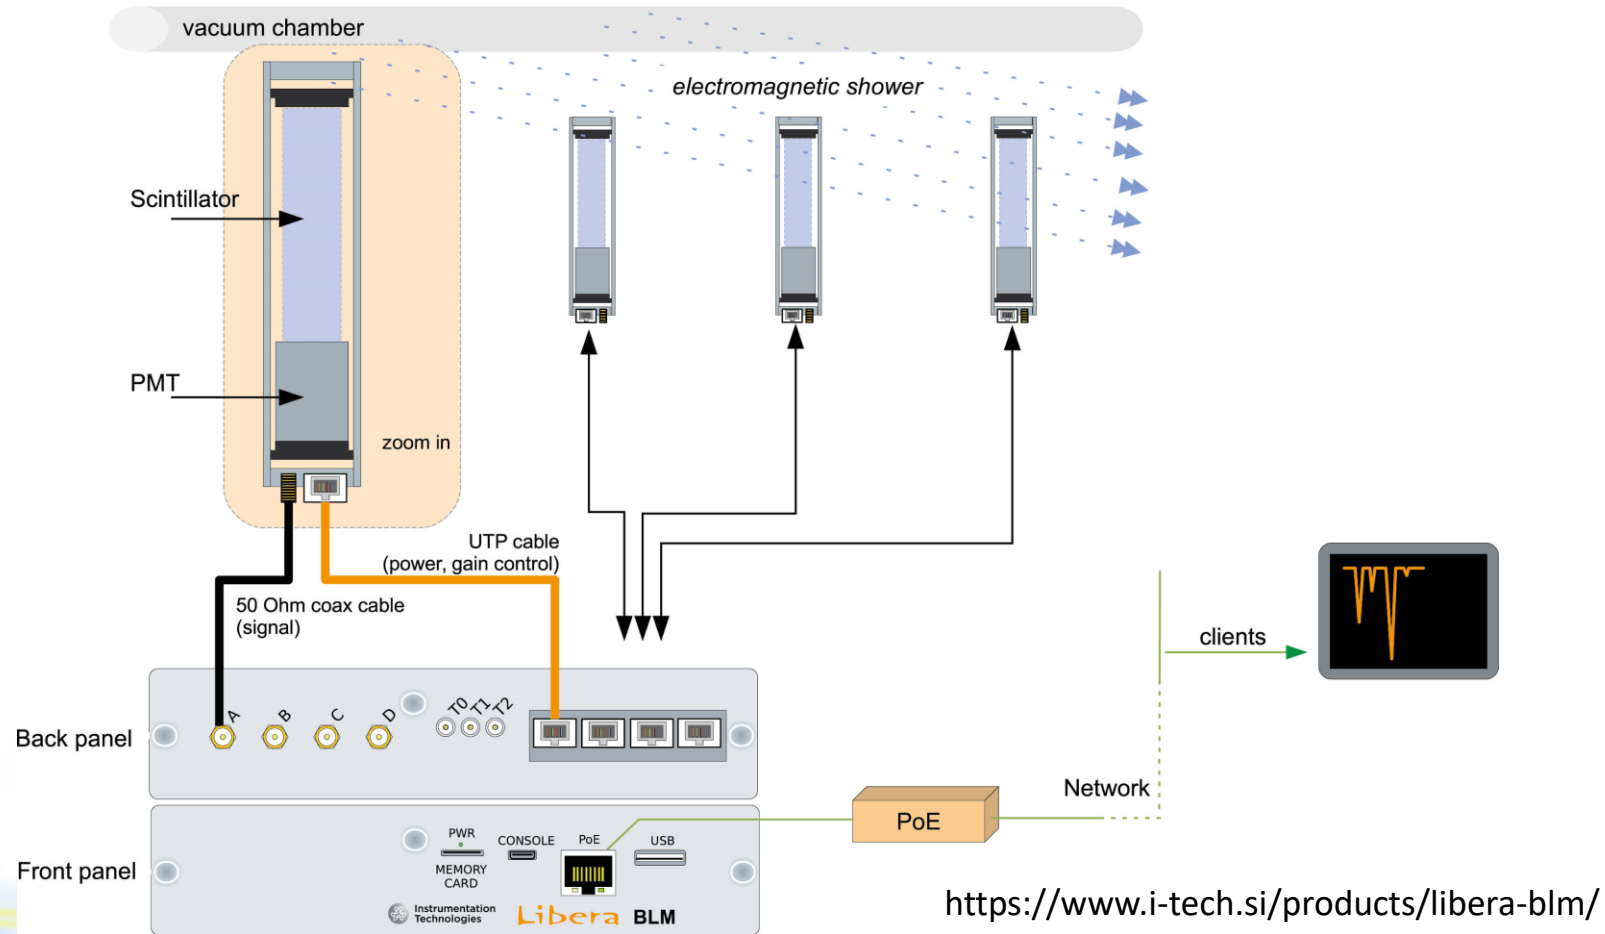 vacuum chamber
electromagnetic shower
Scintillator
PMT
zoom in
UTP cable
(power, gain control)
50 Ohm coax cable
(signal)
clients
A
B
C
D
T0
T1
T2
Back panel
Network
PoE
PWR
CONSOLE
PoE
USB
MEMORY
CARD
Front panel
Instrumentation
Technologies
Libera BLM
https://www.i-tech.si/products/libera-blm/